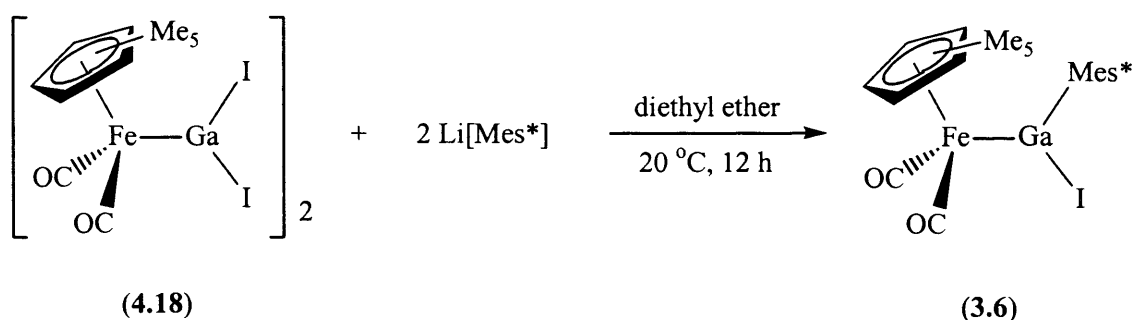 Me5
I
Fe
Ga
I
OC
OC
2
+ 2 Li[Mes*]
diethyl ether
20 °C, 12 h
Me5
Mes*
Fe
Ga
I
OC
OC
(4.18)
(3.6)